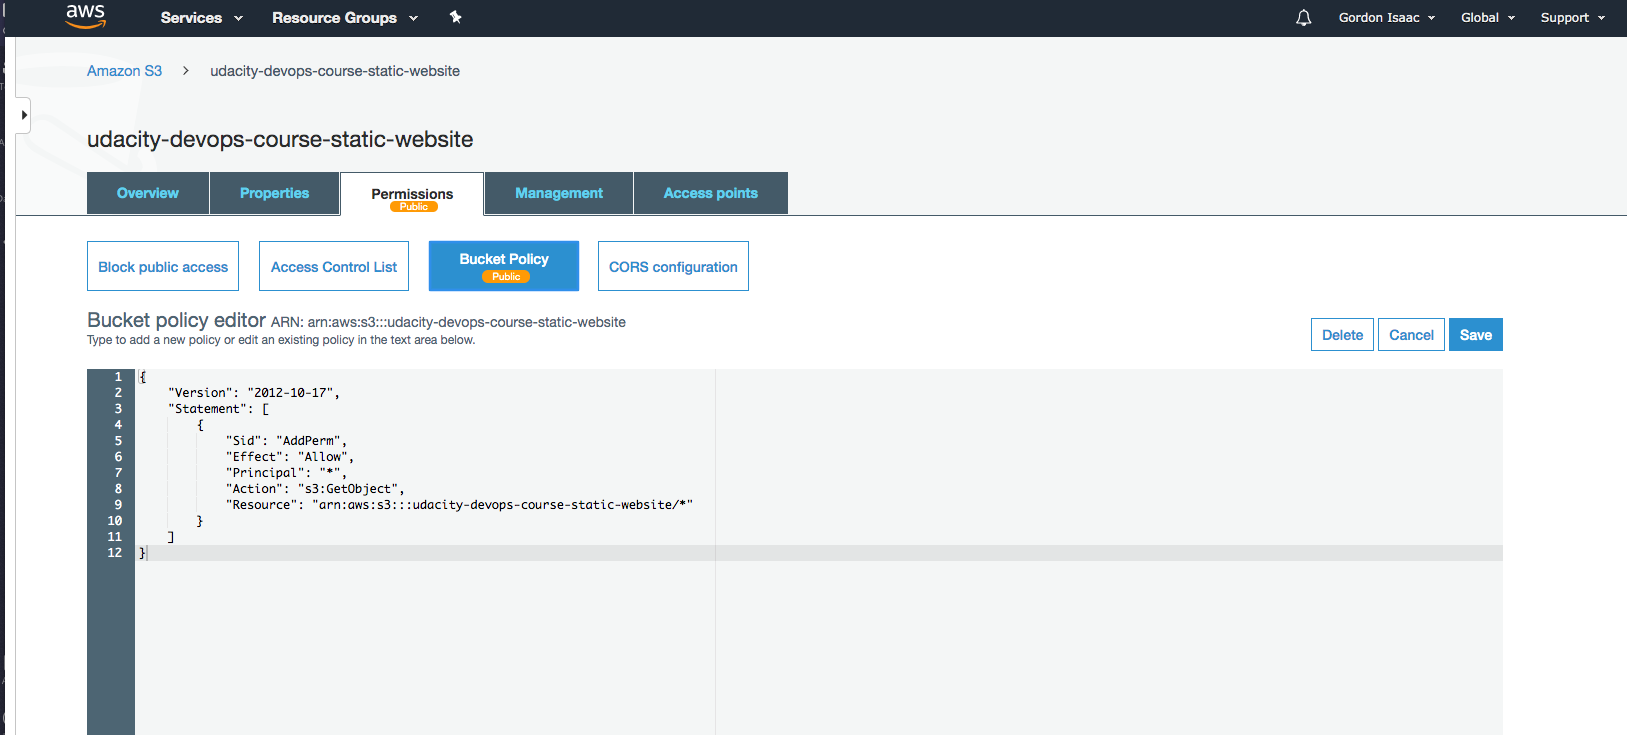 aws Services Resource Groups Gordon Isaac Global Support
Amazon S3 > udacity-devops-course-static-website
udacity-devops-course-static-website
Overview Properties Permissions Management Access points
Public
Block public access Access Control List Bucket Policy CORS configuration
Public
Bucket policy editor ARN: arn:aws:s3:::udacity-devops-course-static-website
Type to add a new policy or edit an existing policy in the text area below.
Delete Cancel Save
1 {
2 "Version": "2012-10-17",
3 "Statement": [
4 {
5 "Sid": "AddPerm",
6 "Effect": "Allow",
7 "Principal": "*",
8 "Action": "s3:GetObject",
9 "Resource": "arn:aws:s3:::udacity-devops-course-static-website/*"
10 }
11 ]
12 }